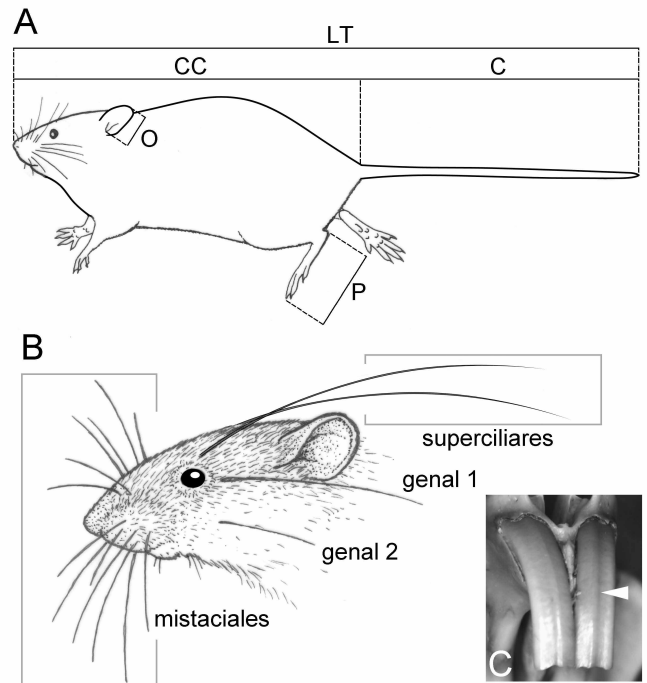 A
LT
CC
C
O
P
B
superciliares
genal 1
genal 2
mistaciales
C